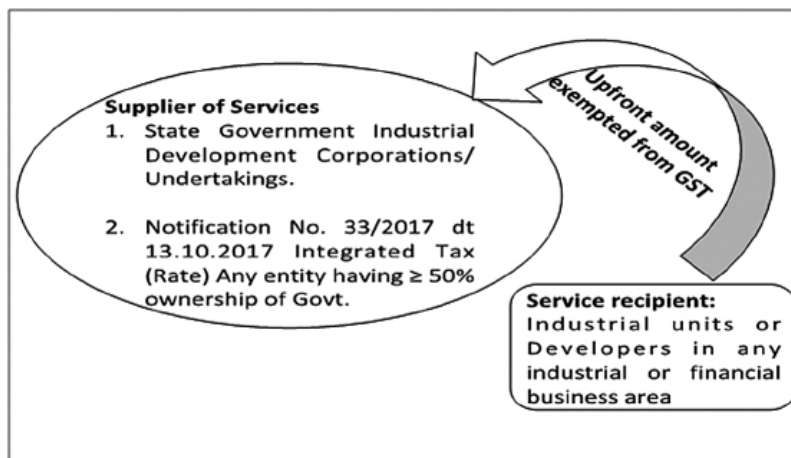 Supplier of Services
1. State Government Industrial
Development Corporations/
Undertakings.
2. Notification No. 33/2017 dt
13.10.2017 Integrated Tax
(Rate) Any entity having ≥ 50%
ownership of Govt.
Upfront amount
exempted from GST
Service recipient:
Industrial units or
Developers in any
industrial or financial
business area